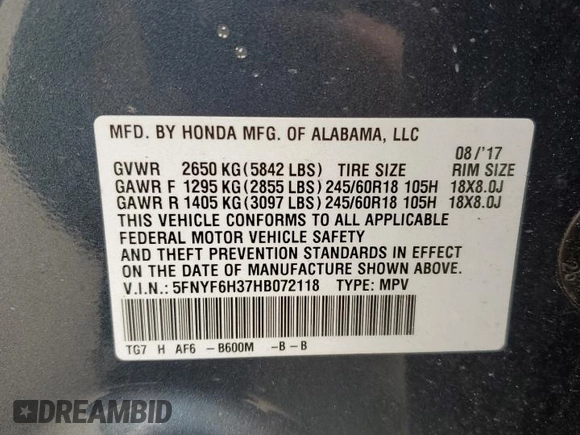 MFD. BY HONDA MFG. OF ALABAMA, LLC
08/'17
GVWR 2650 KG(5842 LBS) TIRE SIZE RIM SIZE
GAWR F 1295 KG(2855 LBS)245/60R18 105H 18X8.0J
GAWR R 1405 KG(3097 LBS)245/60R18 105H 18X8.0J
THIS VEHICLE CONFORMS TO ALL APPLICABLE
FEDERAL MOTOR VEHICLE SAFETY
AND THEFT PREVENTION STANDARDS IN EFFECT
ON THE DATE OF MANUFACTURE SHOWN ABOVE.
V.I.N.: 5FNYF6H37HB072118 TYPE: MPV
TG7 H AF6 -B600M -B-B
DREAMBID